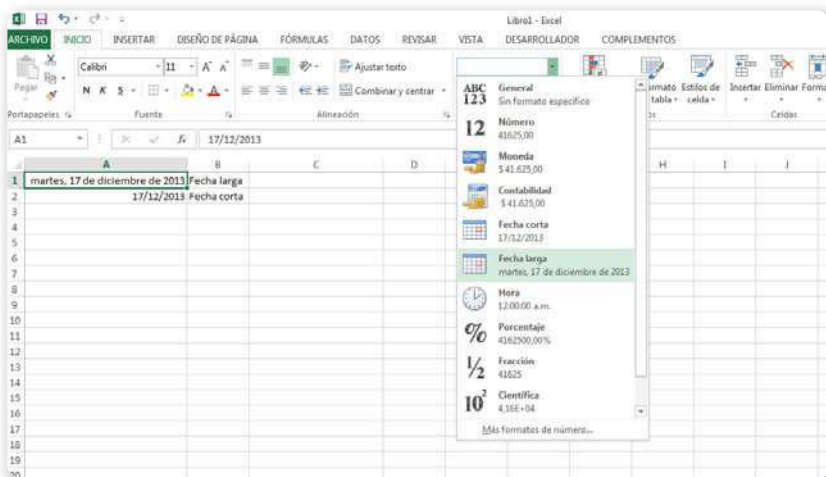 Libro1 - Excel
ARCHIVO INICIO INSERTAR DISEÑO DE PÁGINA FÓRMULAS DATOS REVISAR VISTA DESARROLLADOR COMPLEMENTOS
Pegar
Calibri 11 A A
N K S
Ajustar texto
Combinar y centrar
tabla
Estilos de
celda
Insertar Eliminar
Portapapeles Fuente Alineación Celdas
A1 fx 17/12/2013
A B C D H I J
1 martes, 17 de diciembre de 2013 Fecha larga
2 17/12/2013 Fecha corta
3
4
5
6
7
8
9
10
11
12
13
14
15
16
17
18
19
20
ABC
123
General
Sin formato específico
12
Número
41625,00
Moneda
$ 41.625,00
Contabilidad
$ 41.625,00
Fecha corta
17/12/2013
Fecha larga
martes, 17 de diciembre de 2013
Hora
12:00:00 a.m.
%
Porcentaje
4162500,00%
1/2
Fracción
41625
10²
Científica
4,16E+04
Más formatos de número...